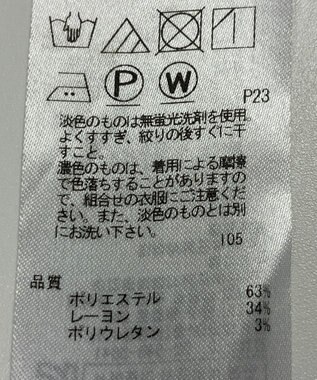 P W
P23
淡色のものは無蛍光洗剤を使用、
よくすすぎ、絞りの後すぐに干
すこと。
濃色のものは、着用による摩擦
で色落ちすることがありますの
で、組合せの衣服にご注意くだ
さい。また、淡色のものとは別
にお洗い下さい。
105
品質
ポリエステル 63%
レーヨン 34%
ポリウレタン 3%